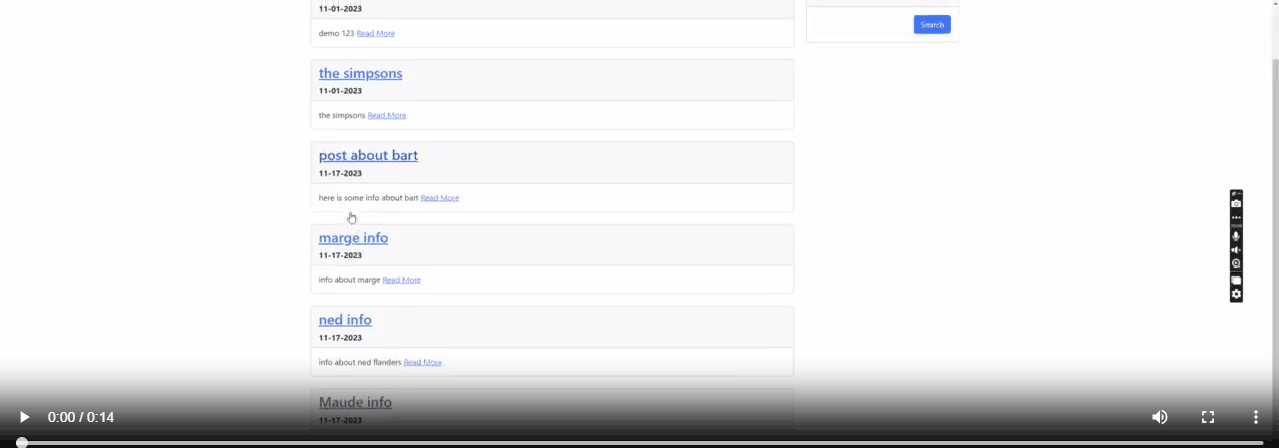 11-01-2023
demo 123 Read More
Search
the simpsons
11-01-2023
the simpsons Read More
post about bart
11-17-2023
here is some info about bart Read More
marge info
11-17-2023
info about marge Read More
ned info
11-17-2023
info about ned flanders Read More
Maude info
11-17-2023
0:00 / 0:14